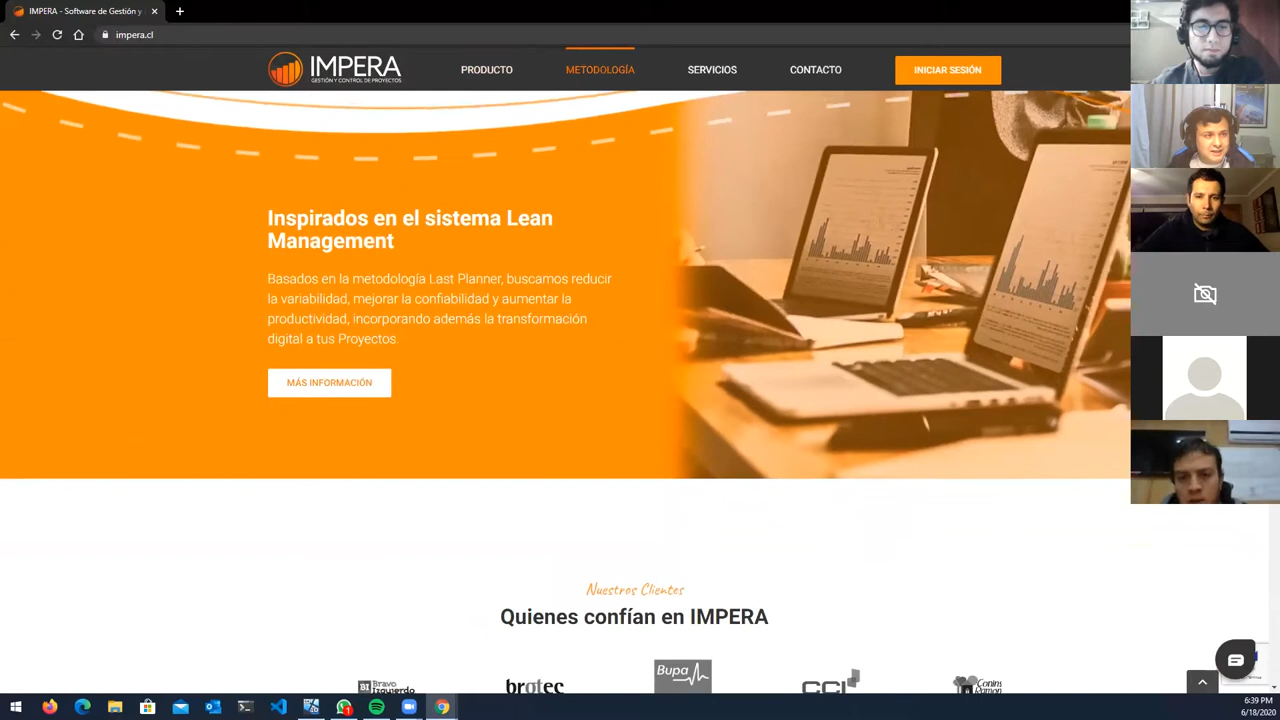 IMPERA - Software de Gestión y
impera.cl
IMPERA
GESTIÓN Y CONTROL DE PROYECTOS
PRODUCTO
METODOLOGÍA
SERVICIOS
CONTACTO
INICIAR SESIÓN
Inspirados en el sistema Lean
Management
Basados en la metodología Last Planner, buscamos reducir
la variabilidad, mejorar la confiabilidad y aumentar la
productividad, incorporando además la transformación
digital a tus Proyectos.
MÁS INFORMACIÓN
Nuestros Clientes
Quienes confían en IMPERA
Bravo
Izquierdo
brotec
Bupa
CCI
6:39 PM
6/18/2020